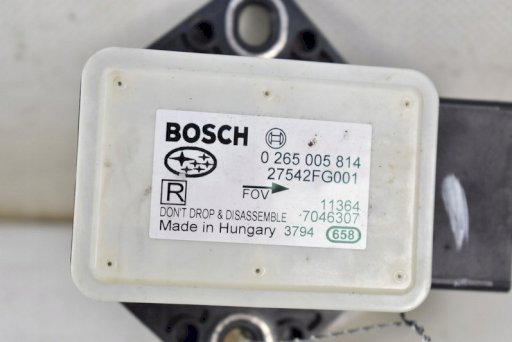 BOSCH
0 265 005 814
27542FG001
R
FOV
11364
DON'T DROP & DISASSEMBLE 7046307
Made in Hungary 3794 658